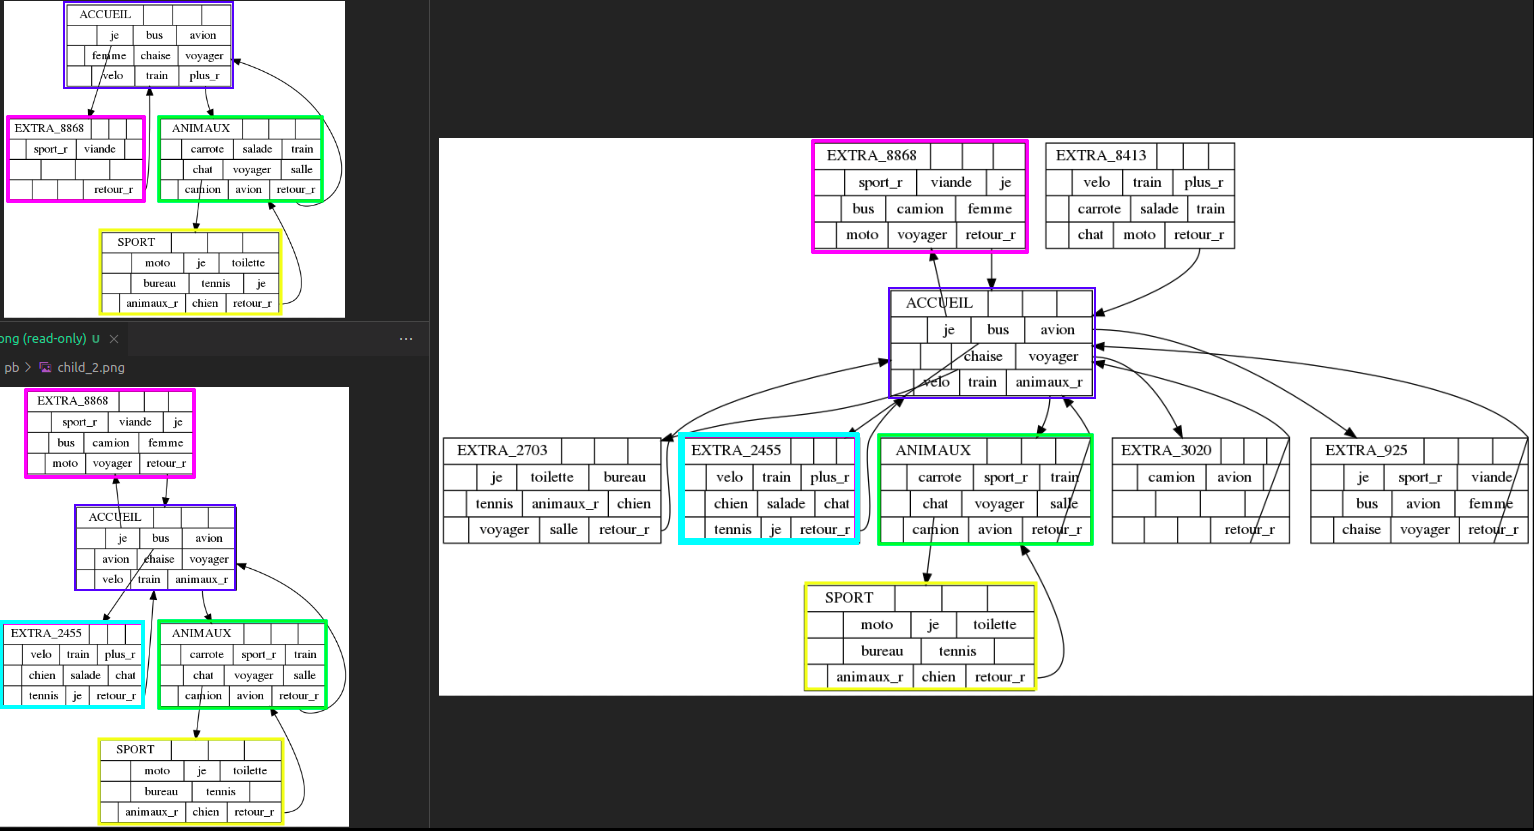 ACCUEIL
je bus avion
femme chaise voyager
velo train plus_r
EXTRA_8868
sport_r viande
retour_r
ANIMAUX
carrote salade train
chat voyager salle
camion avion retour_r
SPORT
moto je toilette
bureau tennis je
animaux_r chien retour_r
ong (read-only) U ×
pb > child_2.png
EXTRA_8868
sport_r viande je
bus camion femme
moto voyager retour_r
ACCUEIL
je bus avion
avion chaise voyager
velo train animaux_r
EXTRA_2455
velo train plus_r
chien salade chat
tennis je retour_r
ANIMAUX
carrote sport_r train
chat voyager salle
camion avion retour_r
SPORT
moto je toilette
bureau tennis
animaux_r chien retour_r
EXTRA_8868
sport_r viande je
bus camion femme
moto voyager retour_r
EXTRA_8413
velo train plus_r
carrote salade train
chat moto retour_r
ACCUEIL
je bus avion
chaise voyager
velo train animaux_r
EXTRA_2703
je toilette bureau
tennis animaux_r chien
voyager salle retour_r
EXTRA_2455
velo train plus_r
chien salade chat
tennis je retour_r
ANIMAUX
carrote sport_r train
chat voyager salle
camion avion retour_r
EXTRA_3020
camion avion
retour_r
EXTRA_925
je sport_r viande
bus avion femme
chaise voyager retour_r
SPORT
moto je toilette
bureau tennis
animaux_r chien retour_r